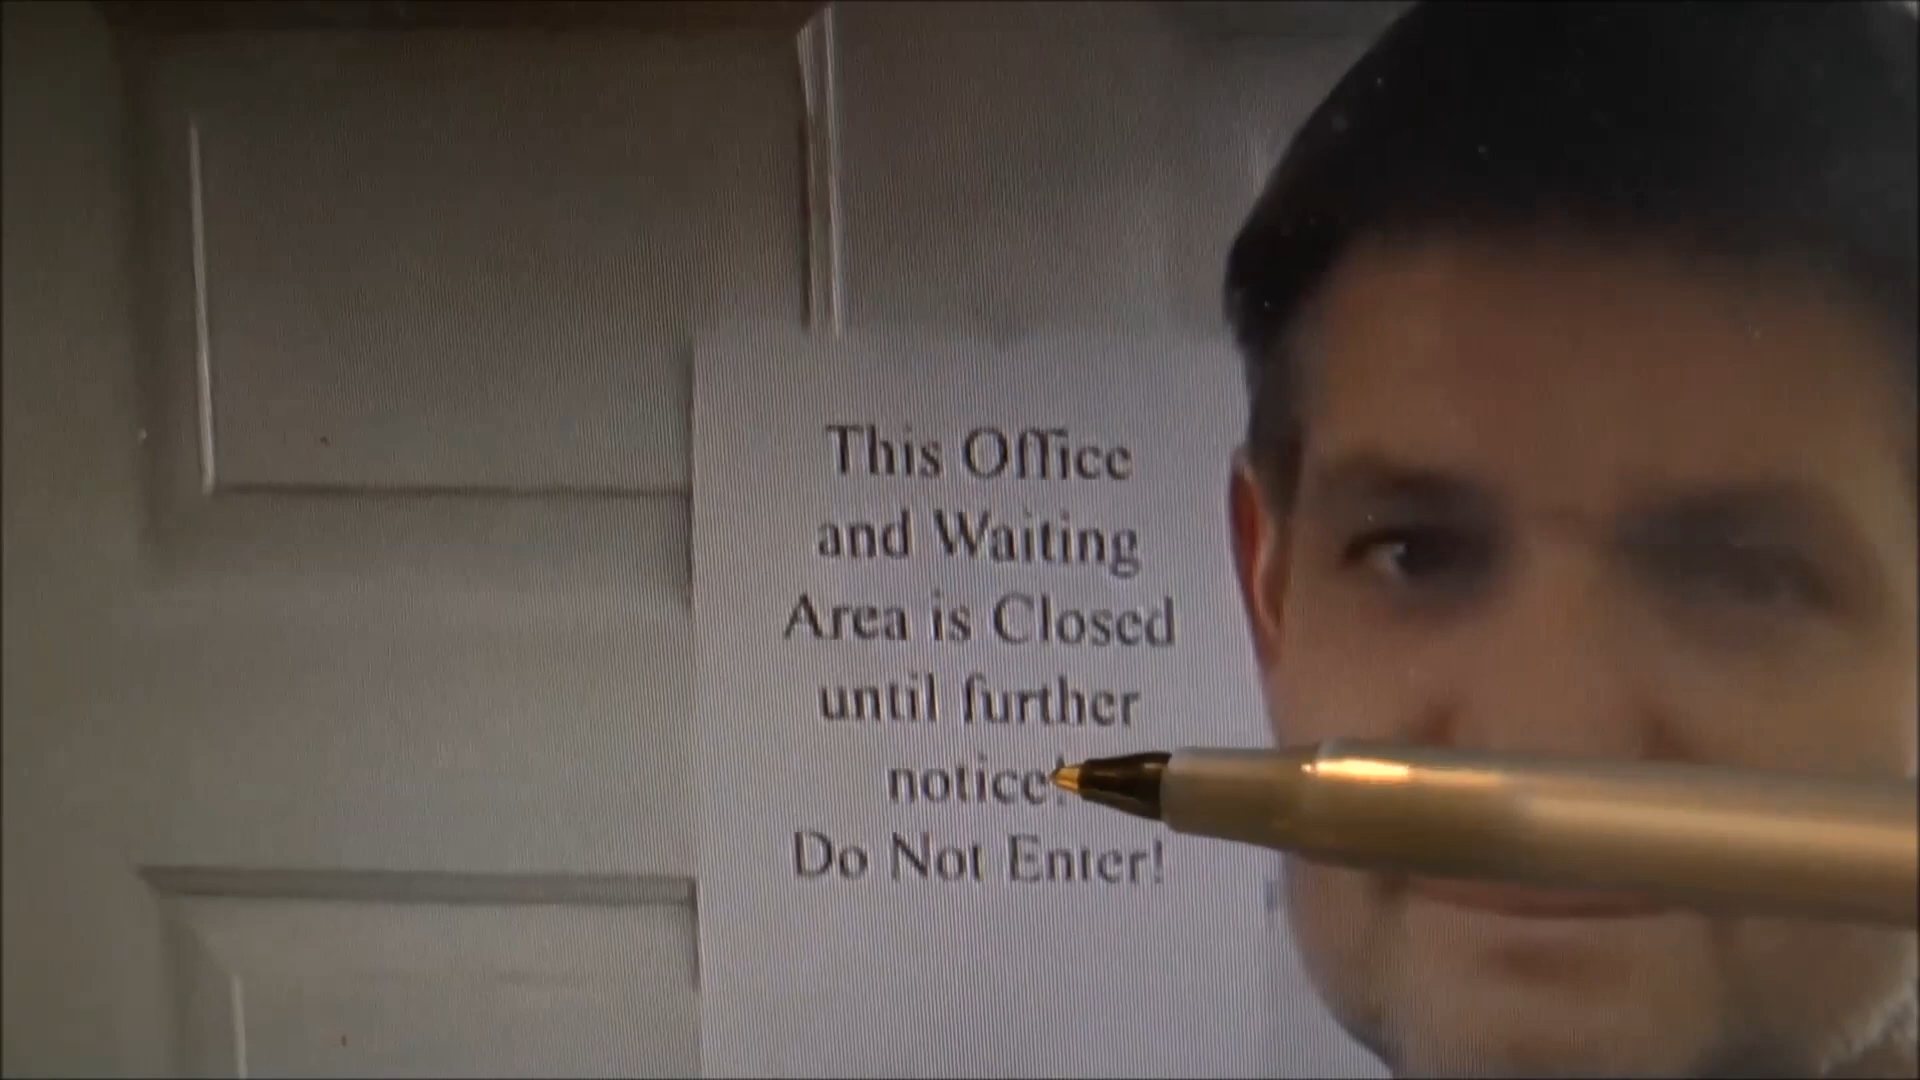 This Office
and Waiting
Area is Closed
until further
notice!
Do Not Enter!